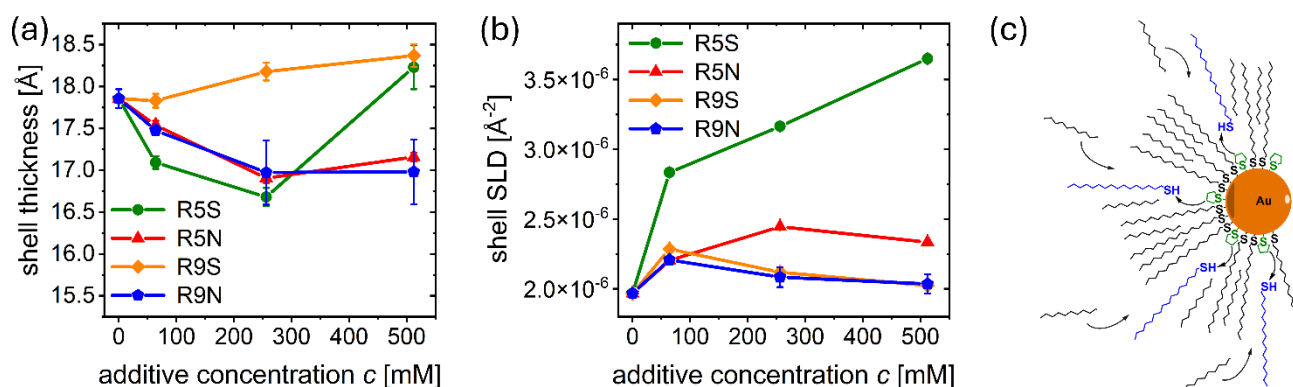 (a)
shell thickness [Å]
18.5
18.0
17.5
17.0
16.5
16.0
15.5
R5S
R5N
R9S
R9N
0 100 200 300 400 500
additive concentration c [mM]
(b)
shell SLD [Å⁻²]
3.5×10⁻⁶
3.0×10⁻⁶
2.5×10⁻⁶
2.0×10⁻⁶
R5S
R5N
R9S
R9N
0 100 200 300 400 500
additive concentration c [mM]
(c)
HS
S S S S
SH
S
Au
S S S S
SH
SH